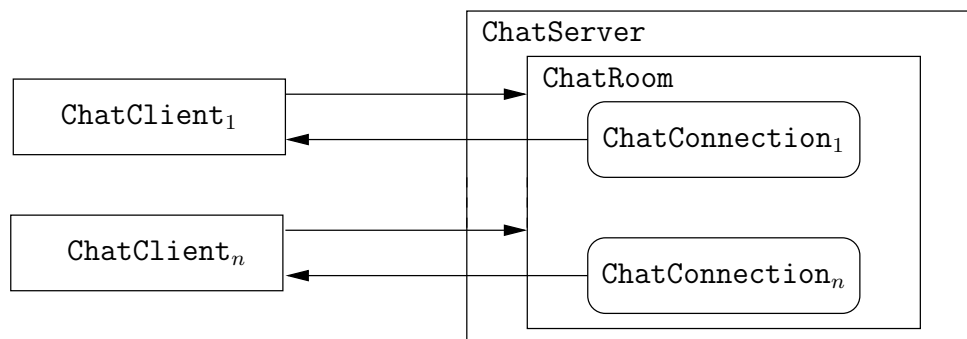 ChatServer
ChatRoom
ChatClient₁
ChatConnection₁
ChatClientₙ
ChatConnectionₙ